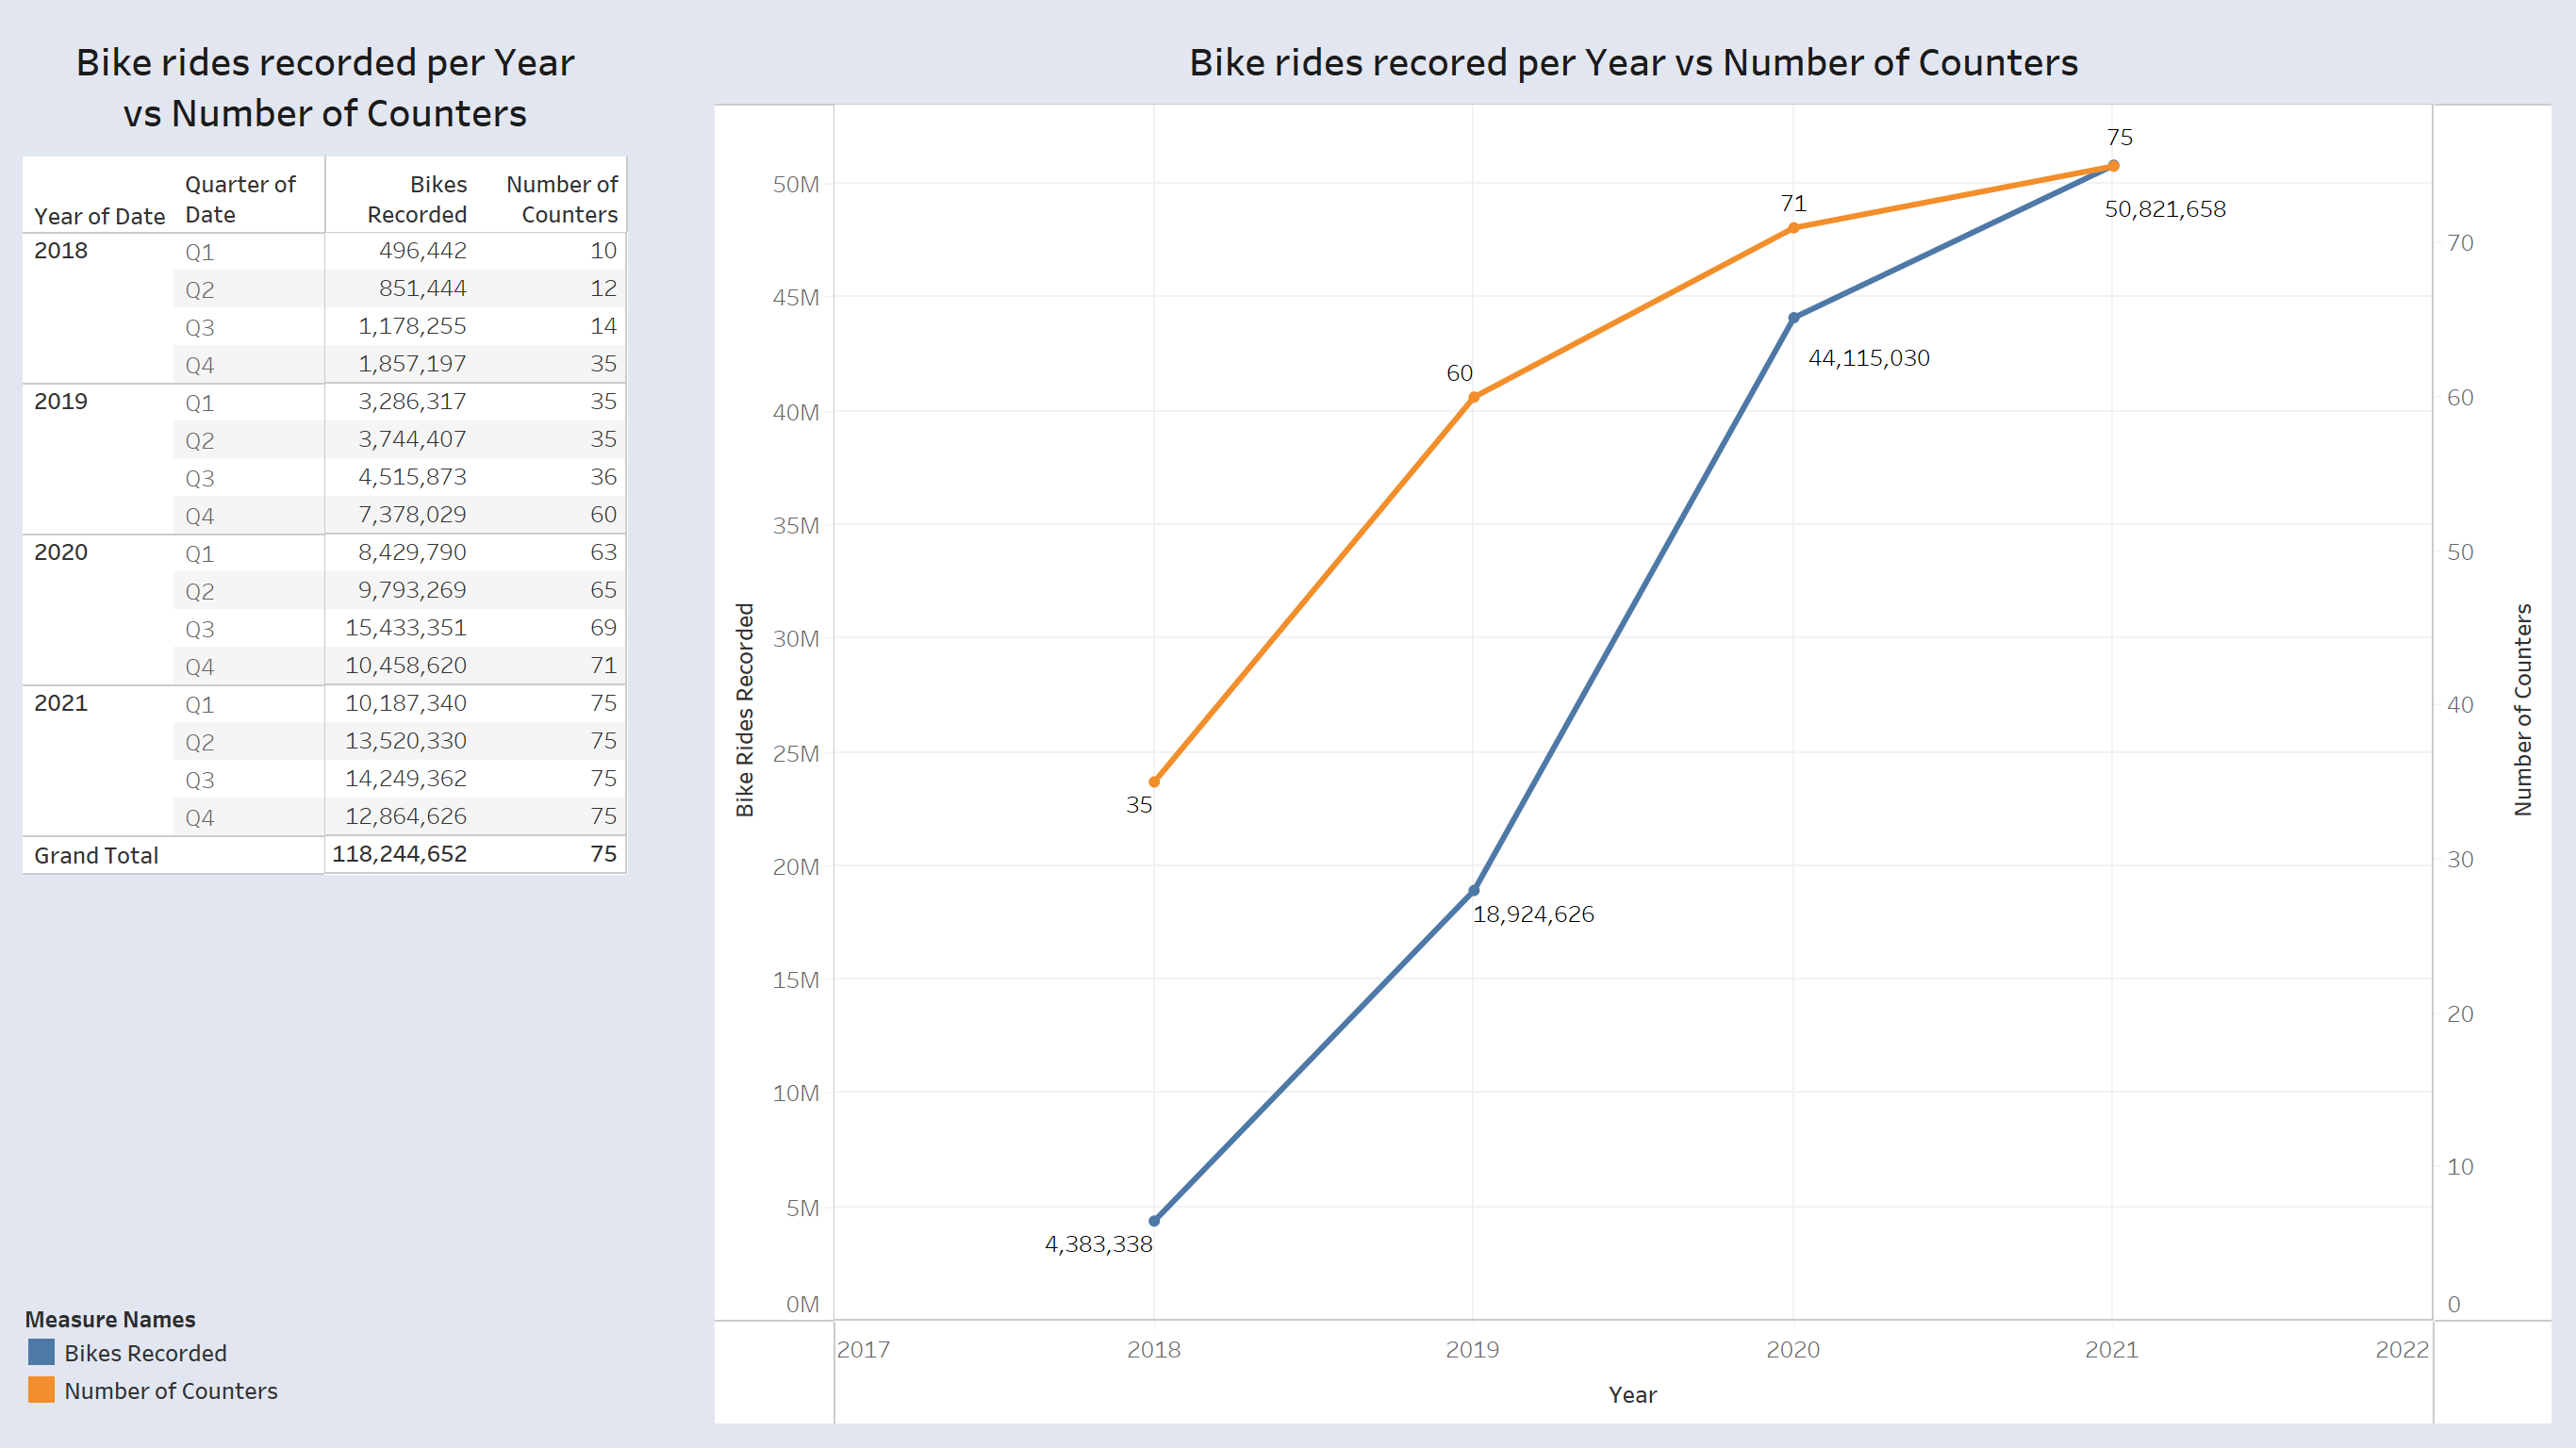 Bike rides recorded per Year
vs Number of Counters
Year of Date Quarter of Date Bikes Recorded Number of Counters
2018 Q1 496,442 10
Q2 851,444 12
Q3 1,178,255 14
Q4 1,857,197 35
2019 Q1 3,286,317 35
Q2 3,744,407 35
Q3 4,515,873 36
Q4 7,378,029 60
2020 Q1 8,429,790 63
Q2 9,793,269 65
Q3 15,433,351 69
Q4 10,458,620 71
2021 Q1 10,187,340 75
Q2 13,520,330 75
Q3 14,249,362 75
Q4 12,864,626 75
Grand Total 118,244,652 75
Measure Names
Bikes Recorded
Number of Counters
Bike rides recored per Year vs Number of Counters
Bike Rides Recorded
50M
45M
40M
35M
30M
25M
20M
15M
10M
5M
0M
75
50,821,658
71
44,115,030
60
18,924,626
35
4,383,338
70
60
50
40
30
20
10
0
Number of Counters
2017 2018 2019 2020 2021 2022
Year